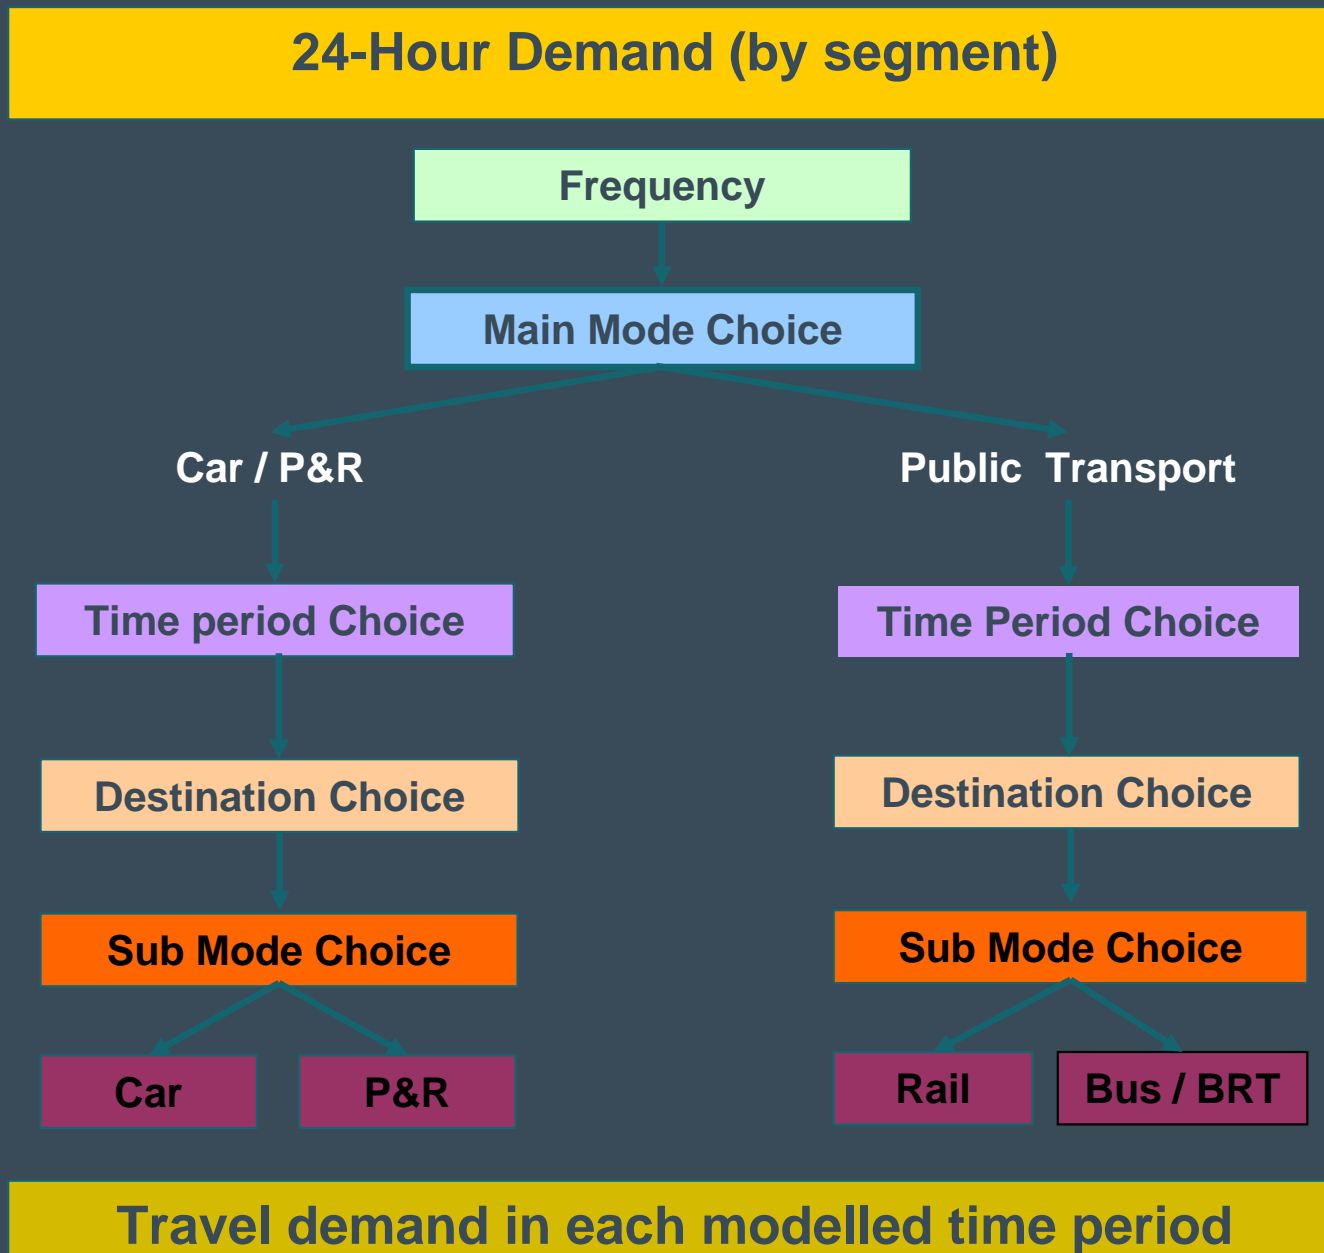 24-Hour Demand (by segment)
Frequency
Main Mode Choice
Car / P&R
Public Transport
Time period Choice
Time Period Choice
Destination Choice
Destination Choice
Sub Mode Choice
Sub Mode Choice
Car
P&R
Rail
Bus / BRT
Travel demand in each modelled time period